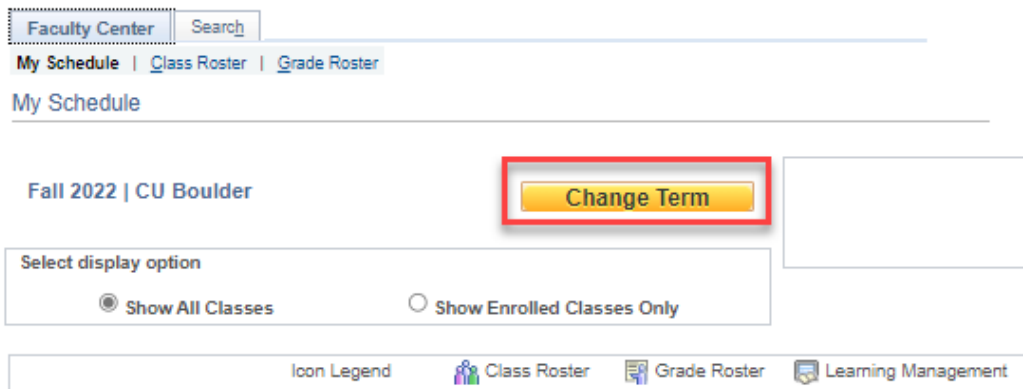 Faculty Center Search
My Schedule | Class Roster | Grade Roster
My Schedule
Fall 2022 | CU Boulder Change Term
Select display option
Show All Classes Show Enrolled Classes Only
Icon Legend Class Roster Grade Roster Learning Management